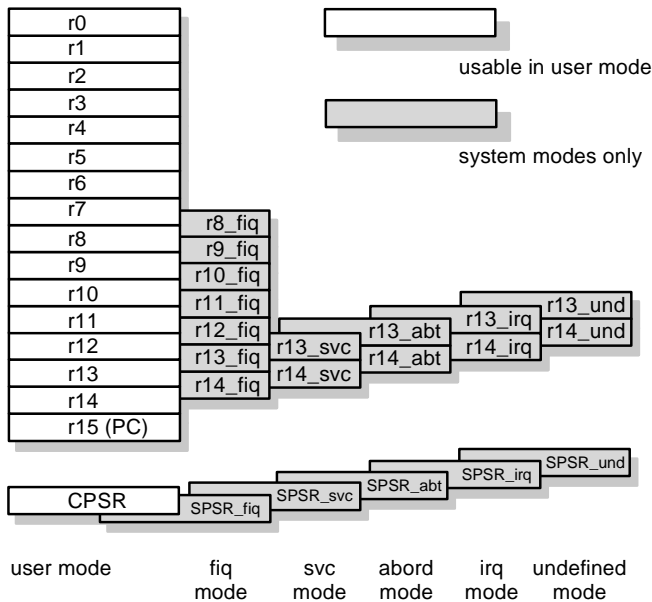 r0
r1
r2
r3
r4
r5
r6
r7
r8
r9
r10
r11
r12
r13
r14
r15 (PC)
usable in user mode
system modes only
r8_fiq
r9_fiq
r10_fiq
r11_fiq
r12_fiq
r13_fiq
r14_fiq
r13_svc
r14_svc
r13_abt
r14_abt
r13_irq
r14_irq
r13_und
r14_und
CPSR
SPSR_fiq
SPSR_svc
SPSR_abt
SPSR_irq
SPSR_und
user mode
fiq
mode
svc
mode
abord
mode
irq
mode
undefined
mode